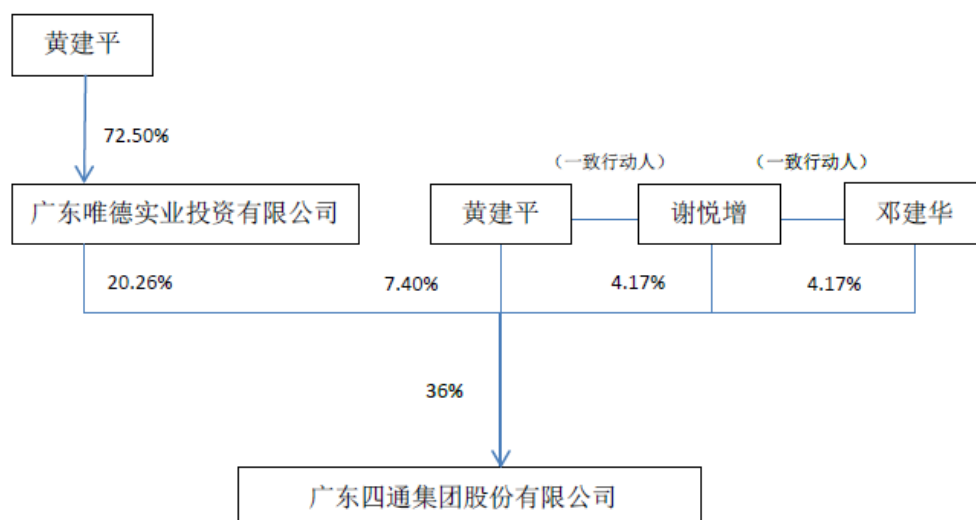 黄建平
72.50%
（一致行动人）
（一致行动人）
广东唯德实业投资有限公司
黄建平
谢悦增
邓建华
20.26%
7.40%
4.17%
4.17%
36%
广东四通集团股份有限公司